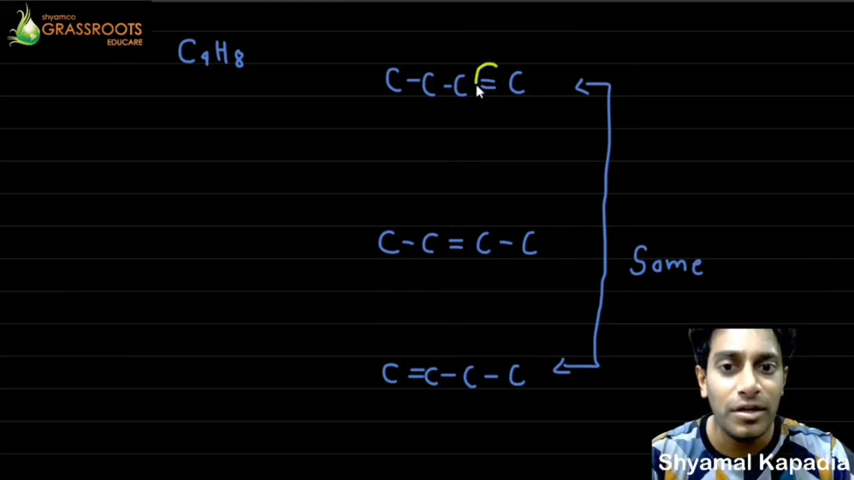 shyamco
GRASSROOTS
EDUCARE
C4H8
C-C-C=C
C-C=C-C
Same
C=C-C-C
Shyamal Kapadia